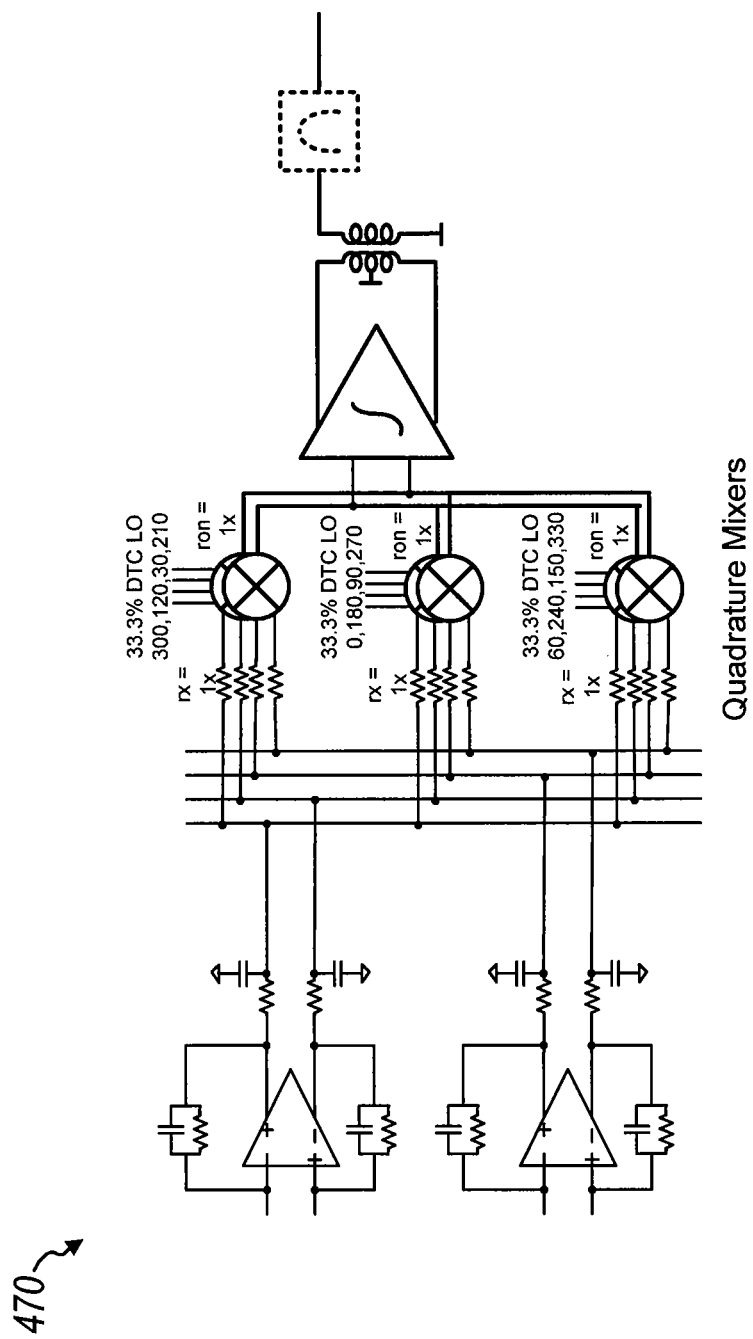 470
33.3% DTC LO
300,120,30,210
rx =
1x
ron =
1x
33.3% DTC LO
0,180,90,270
rx =
1x
ron =
1x
33.3% DTC LO
60,240,150,330
rx =
1x
ron =
1x
+
−
−
+
+
−
−
+
Quadrature Mixers